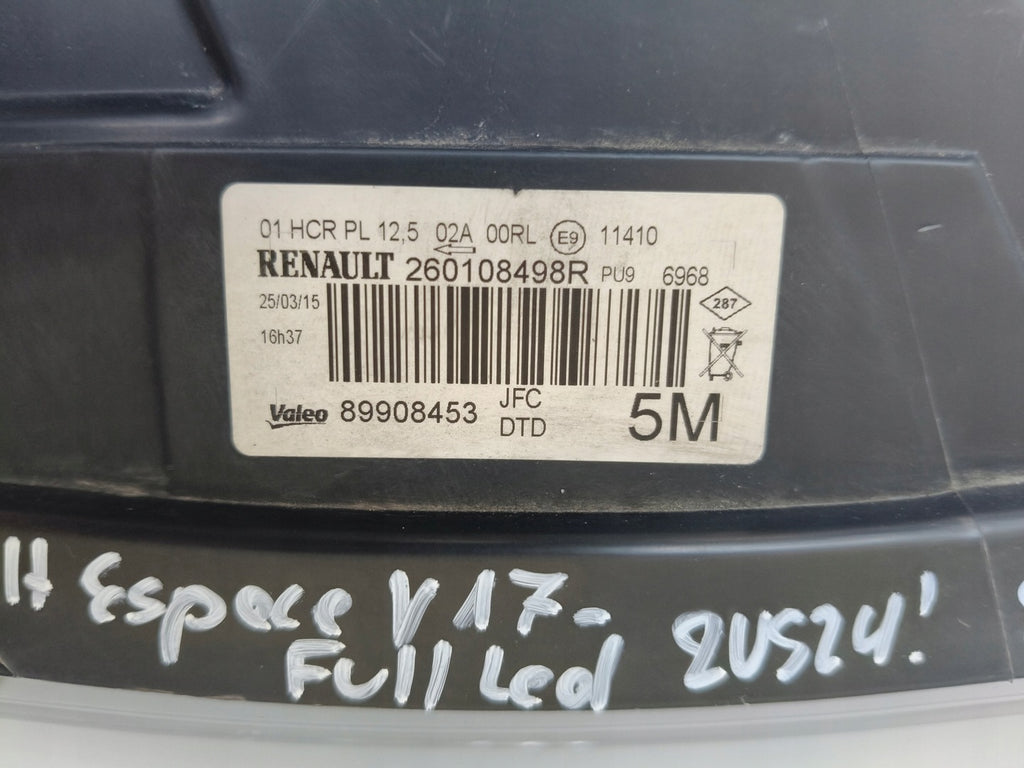 01 HCR PL 12,5 02A 00RL E9 11410
RENAULT 260108498R PU9 6968
25/03/15
287
16h37
Valeo 89908453 JFC
DTD
5M
H Espace V 17-
Full Led